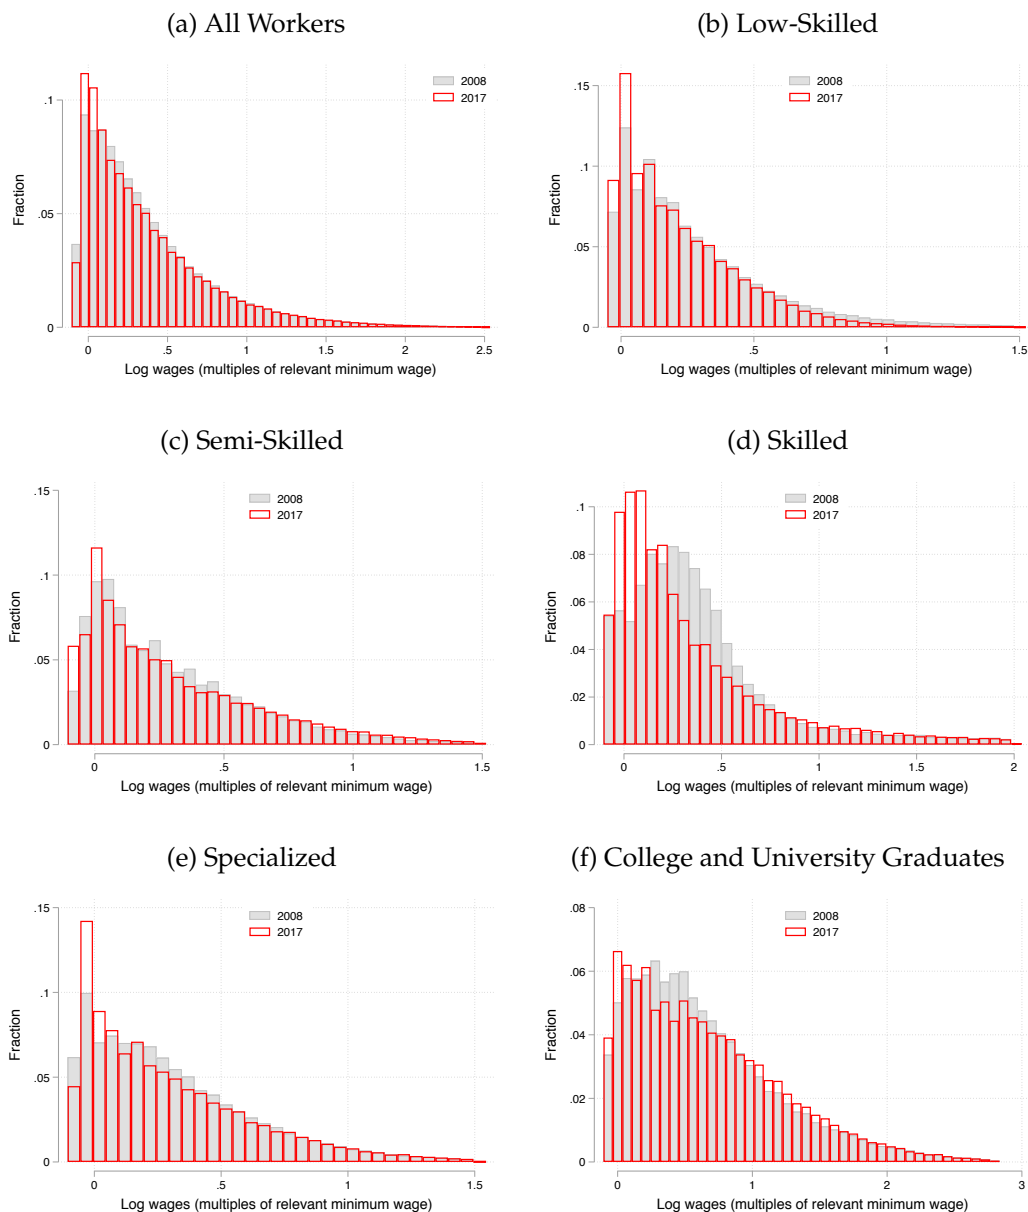 (a) All Workers
2008
2017
.1
.05
0
Fraction
0 .5 1 1.5 2 2.5
Log wages (multiples of relevant minimum wage)
(b) Low-Skilled
2008
2017
.15
.1
.05
0
Fraction
0 .5 1 1.5
Log wages (multiples of relevant minimum wage)
(c) Semi-Skilled
2008
2017
.15
.1
.05
0
Fraction
0 .5 1 1.5
Log wages (multiples of relevant minimum wage)
(d) Skilled
2008
2017
.1
.08
.06
.04
.02
0
Fraction
0 .5 1 1.5 2
Log wages (multiples of relevant minimum wage)
(e) Specialized
2008
2017
.15
.1
.05
0
Fraction
0 .5 1 1.5
Log wages (multiples of relevant minimum wage)
(f) College and University Graduates
2008
2017
.08
.06
.04
.02
0
Fraction
0 1 2 3
Log wages (multiples of relevant minimum wage)